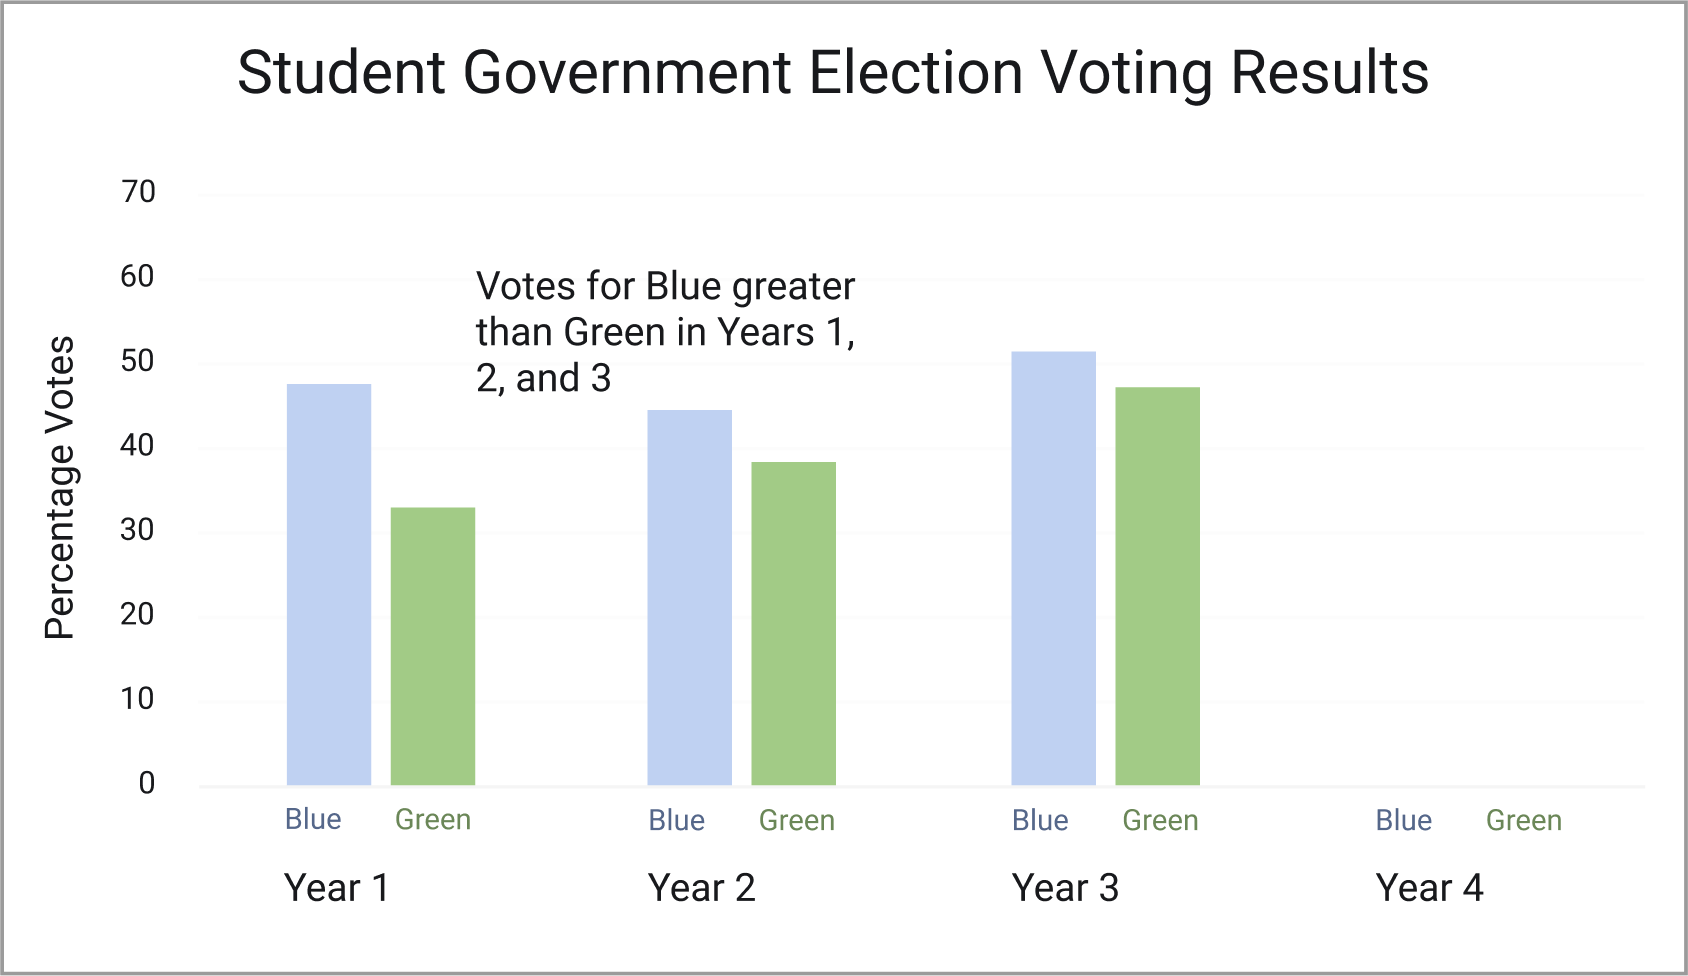 Student Government Election Voting Results
70
60
Votes for Blue greater
than Green in Years 1,
2, and 3
50
40
30
20
10
0
Percentage Votes
Blue Green Blue Green Blue Green Blue Green
Year 1 Year 2 Year 3 Year 4